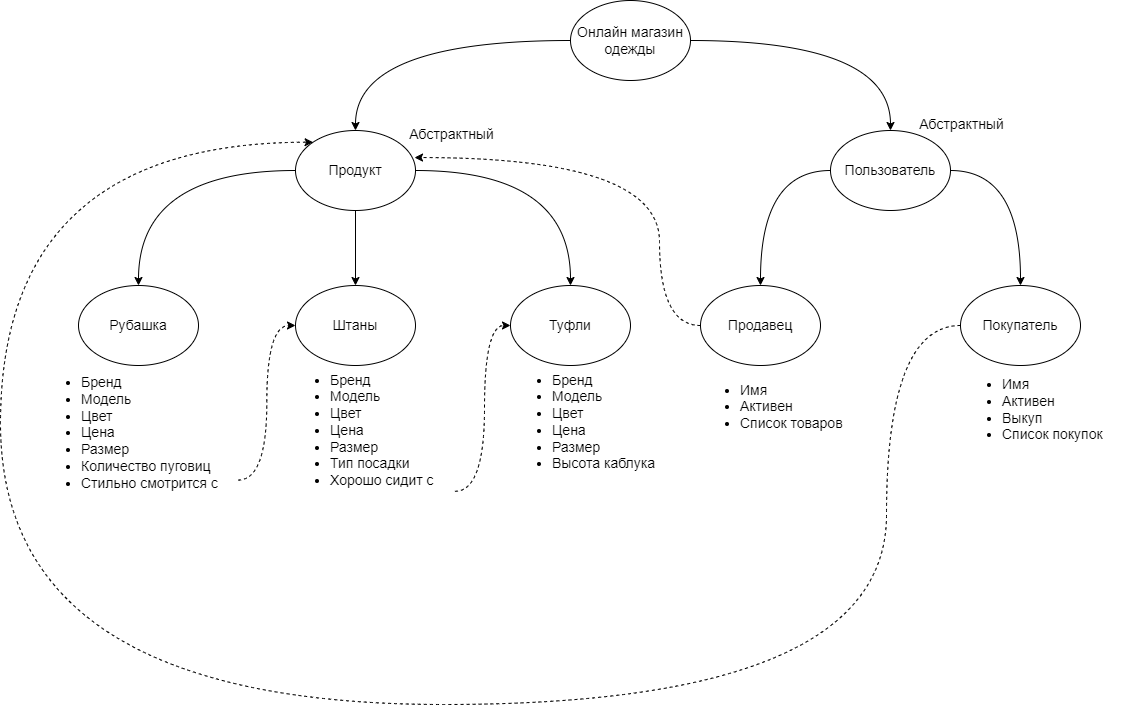 Онлайн магазин
одежды
Абстрактный
Абстрактный
Продукт
Пользователь
Рубашка
Штаны
Туфли
Продавец
Покупатель
Бренд
Модель
Цвет
Цена
Размер
Количество пуговиц
Стильно смотрится с
Бренд
Модель
Цвет
Цена
Размер
Тип посадки
Хорошо сидит с
Бренд
Модель
Цвет
Цена
Размер
Высота каблука
Имя
Активен
Список товаров
Имя
Активен
Выкуп
Список покупок